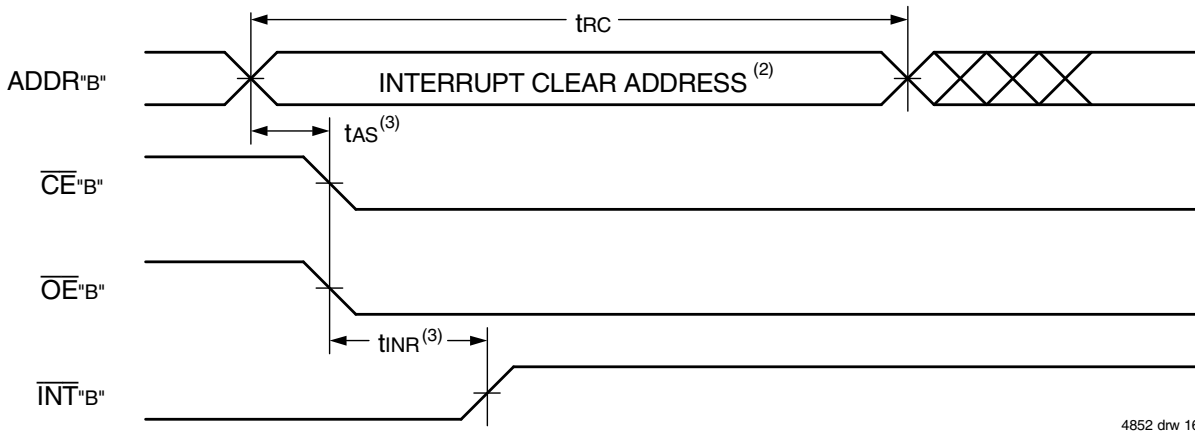 tRC
ADDR"B" INTERRUPT CLEAR ADDRESS (2)
tAS(3)
CE"B"
OE"B"
tINR(3)
INT"B"
4852 drw 16